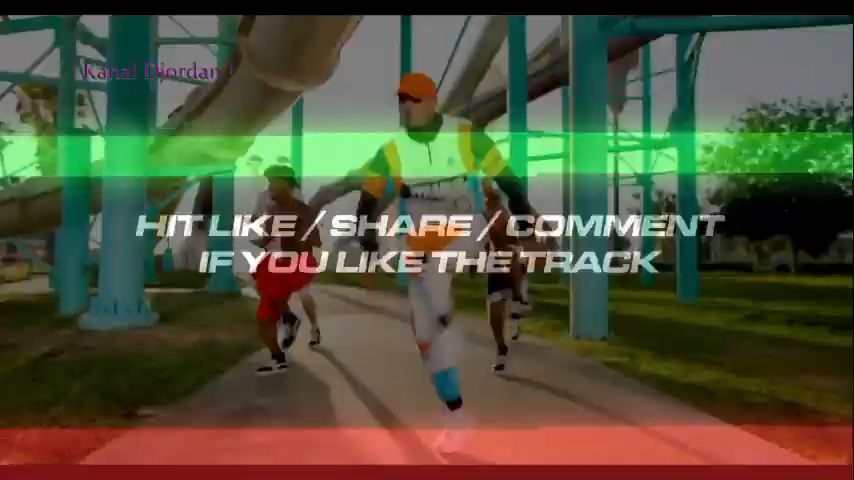 Kanal Djordan !
HIT LIKE / SHARE / COMMENT
IF YOU LIKE THE TRACK